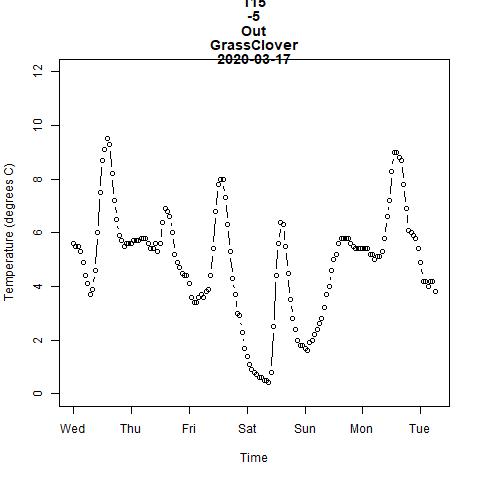 T15
-5
Out
GrassClover
2020-03-17
Temperature (degrees C)
12
10
8
6
4
2
0
Wed Thu Fri Sat Sun Mon Tue
Time